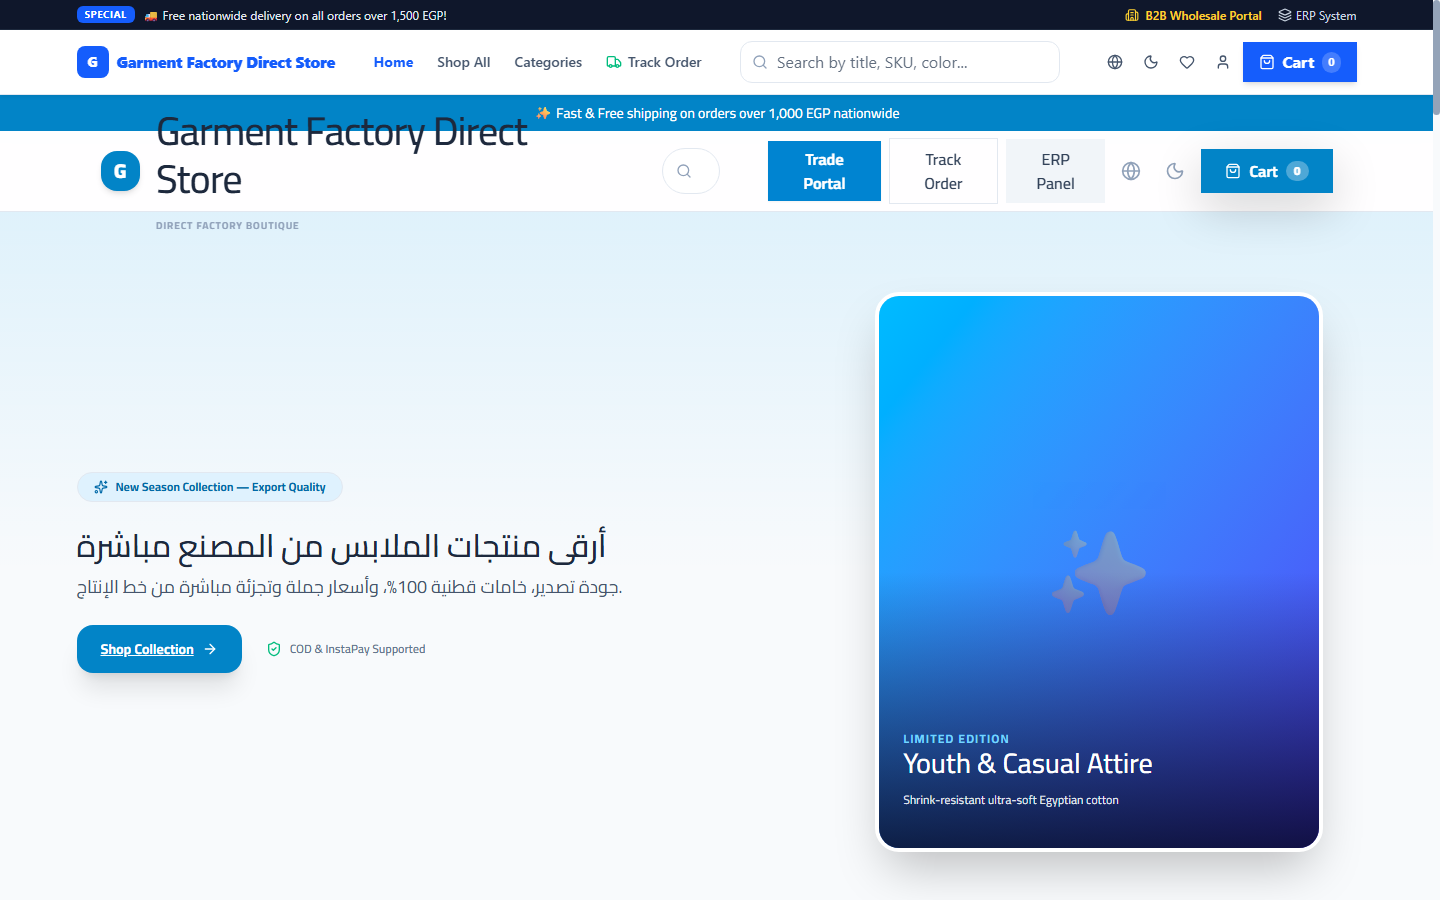 SPECIAL 🚚 Free nationwide delivery on all orders over 1,500 EGP!
B2B Wholesale Portal
ERP System
G Garment Factory Direct Store
Home
Shop All
Categories
Track Order
Search by title, SKU, color...
Cart 0
✨ Fast & Free shipping on orders over 1,000 EGP nationwide
G
Garment Factory Direct
Store
DIRECT FACTORY BOUTIQUE
Trade
Portal
Track
Order
ERP
Panel
Cart 0
New Season Collection — Export Quality
أرقى منتجات الملابس من المصنع مباشرة
جودة تصدير، خامات قطنية 100%، وأسعار جملة وتجزئة مباشرة من خط الإنتاج.
Shop Collection
COD & InstaPay Supported
LIMITED EDITION
Youth & Casual Attire
Shrink-resistant ultra-soft Egyptian cotton